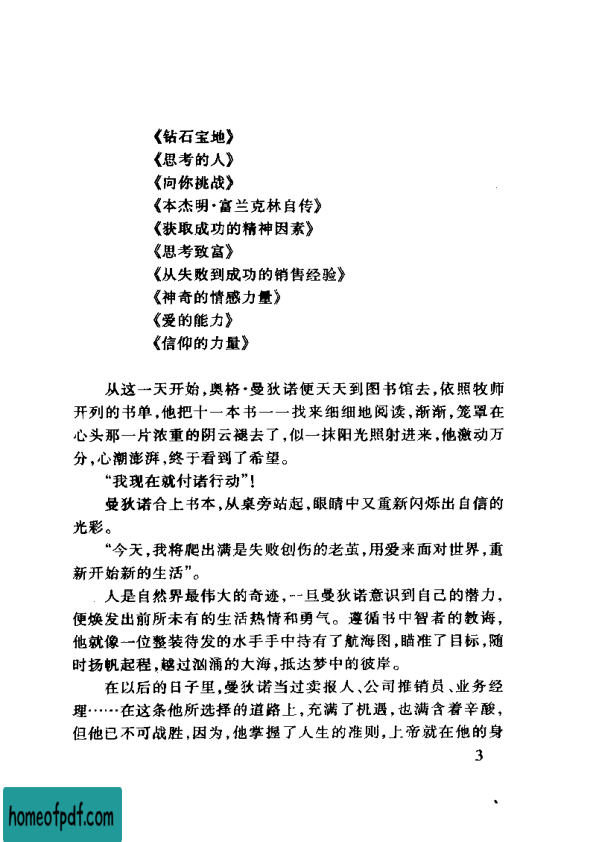 《钻石宝地》
《思考的人》
《向你挑战》
《本杰明·富兰克林自传》
《获取成功的精神因素》
《思考致富》
《从失败到成功的销售经验》
《神奇的情感力量》
《爱的能力》
《信仰的力量》
从这一天开始,奥格·曼狄诺便天天到图书馆去,依照牧师
开列的书单,他把十一本书一一找来细细地阅读,渐渐,笼罩在
心头那一片浓重的阴云褪去了,似一抹阳光照射进来,他激动万
分,心潮澎湃,终于看到了希望。
“我现在就付诸行动”!
曼狄诺合上书本,从桌旁站起,眼睛中又重新闪烁出自信的
光彩。
“今天,我将爬出满是失败创伤的老茧,用爱来面对世界,重
新开始新的生活”。
人是自然界最伟大的奇迹,一旦曼狄诺意识到自己的潜力,
便焕发出前所未有的生活热情和勇气。遵循书中智者的教诲,
他就像一位整装待发的水手手中持有了航海图,瞄准了目标,随
时扬帆起程,越过汹涌的大海,抵达梦中的彼岸。
在以后的日子里,曼狄诺当过卖报人、公司推销员、业务经
理……在这条他所选择的道路上,充满了机遇,也满含着辛酸,
但他已不可战胜,因为,他掌握了人生的准则,上帝就在他的身
3
homeofpdf.com